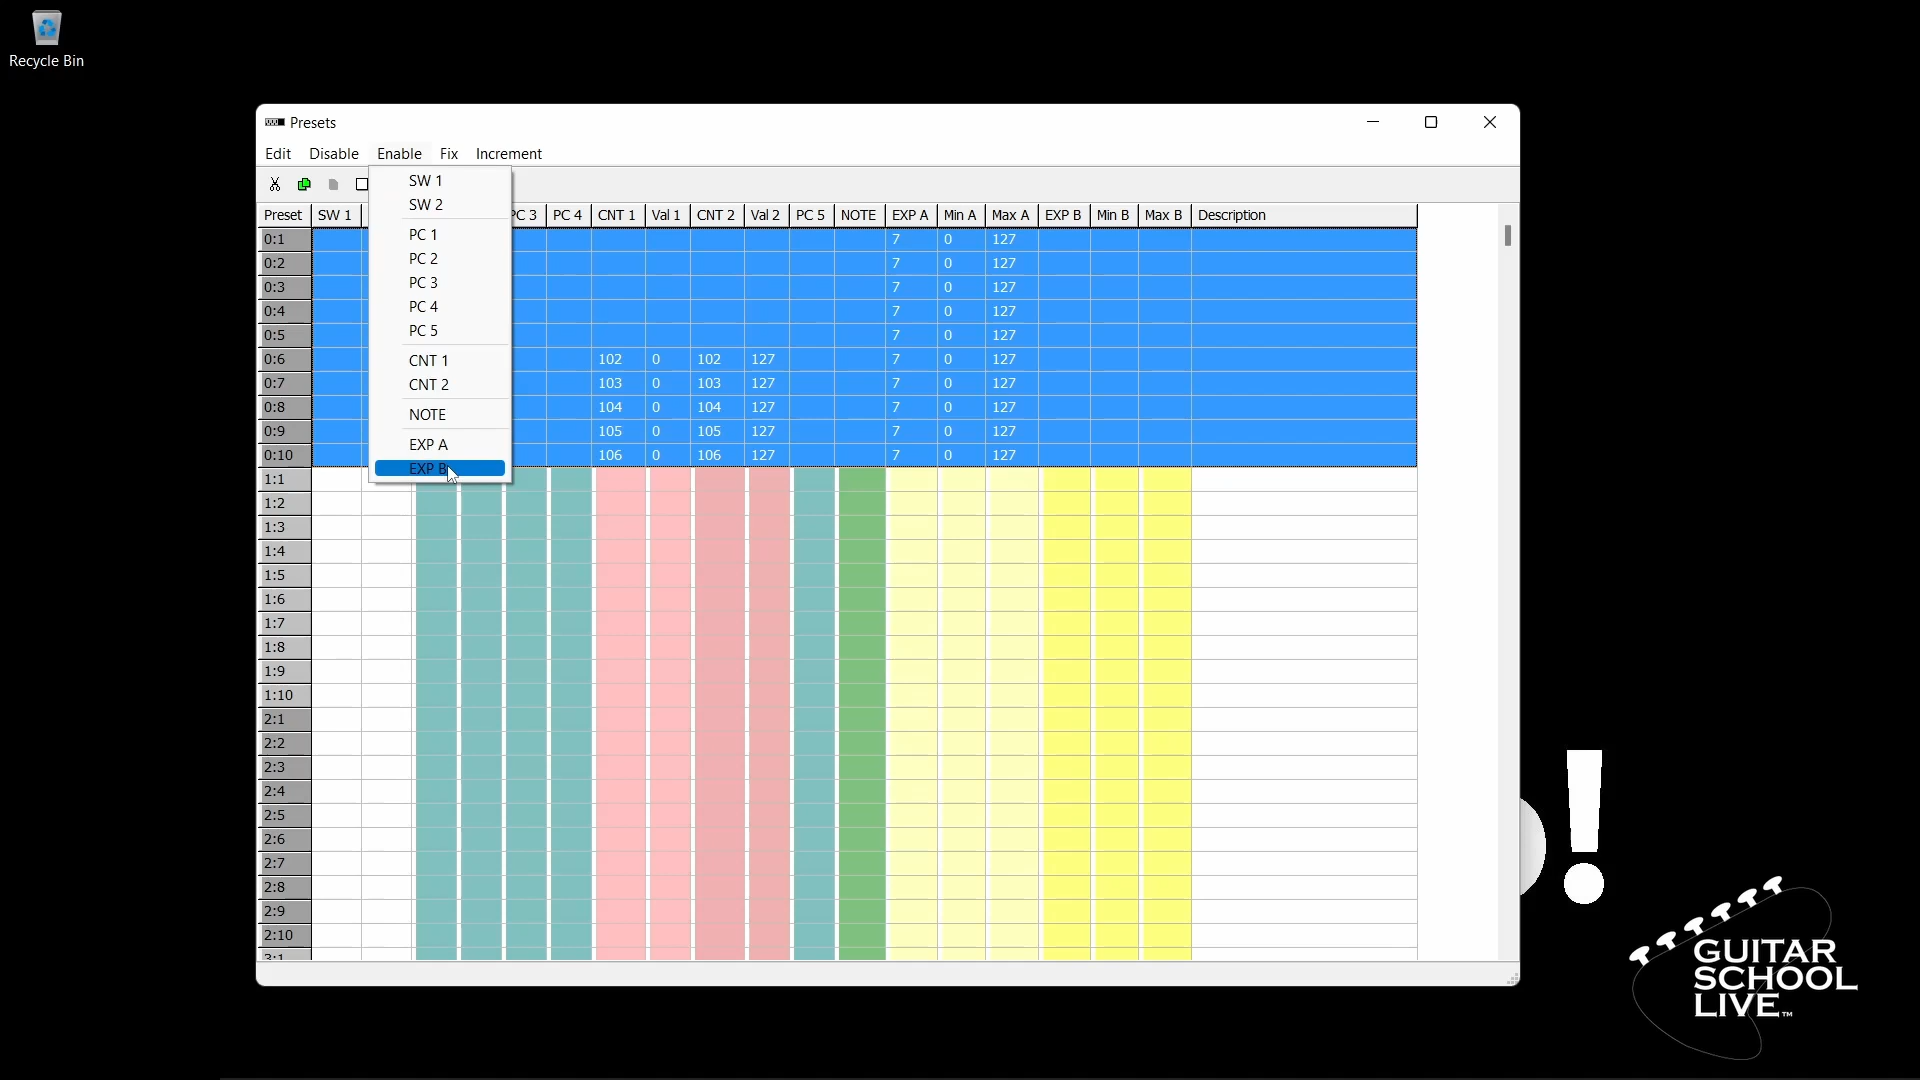 Recycle Bin
Presets
Edit Disable Enable Fix Increment
SW 1
SW 2
PC 1
PC 2
PC 3
PC 4
PC 5
CNT 1
CNT 2
NOTE
EXP A
EXP B
Preset SW 1 PC 3 PC 4 CNT 1 Val 1 CNT 2 Val 2 PC 5 NOTE EXP A Min A Max A EXP B Min B Max B Description
0:1 7 0 127
0:2 7 0 127
0:3 7 0 127
0:4 7 0 127
0:5 7 0 127
0:6 102 0 102 127 7 0 127
0:7 103 0 103 127 7 0 127
0:8 104 0 104 127 7 0 127
0:9 105 0 105 127 7 0 127
0:10 106 0 106 127 7 0 127
1:1
1:2
1:3
1:4
1:5
1:6
1:7
1:8
1:9
1:10
2:1
2:2
2:3
2:4
2:5
2:6
2:7
2:8
2:9
2:10
3:1
!
GUITAR
SCHOOL
LIVE™